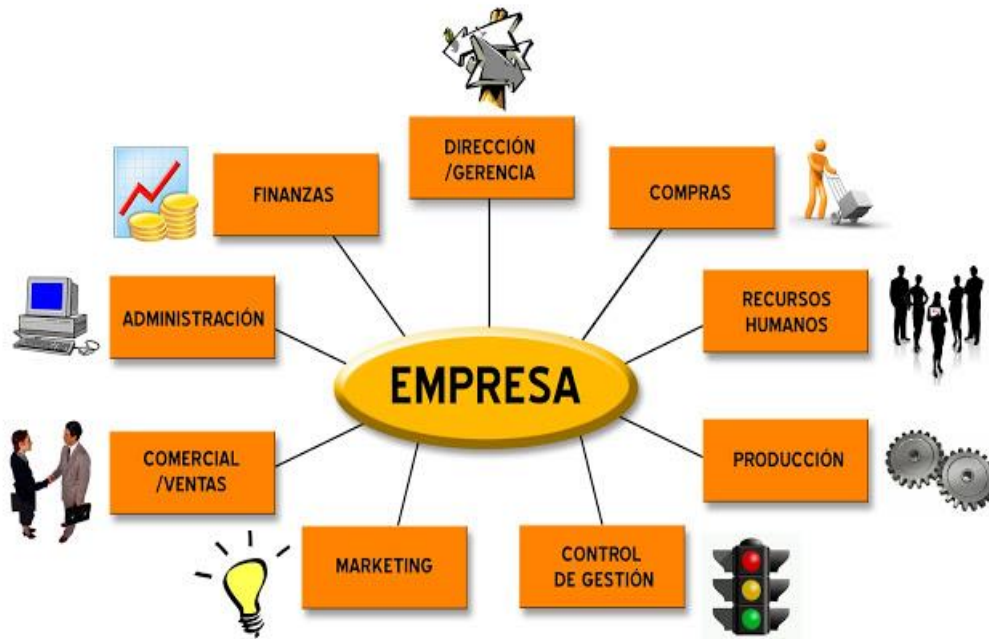 DIRECCIÓN
/GERENCIA
FINANZAS
COMPRAS
ADMINISTRACIÓN
RECURSOS
HUMANOS
EMPRESA
COMERCIAL
/VENTAS
PRODUCCIÓN
MARKETING
CONTROL
DE GESTIÓN